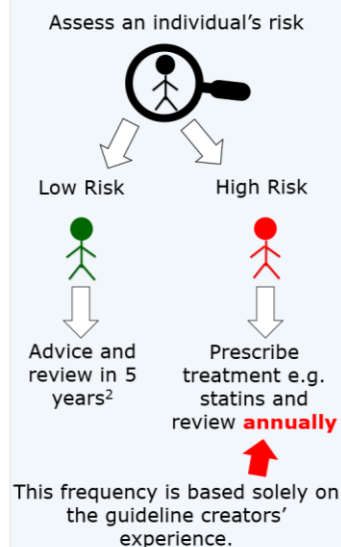 Assess an individual’s risk
Low Risk
High Risk
Advice and
review in 5
years²
Prescribe
treatment e.g.
statins and
review annually
This frequency is based solely on
the guideline creators’
experience.